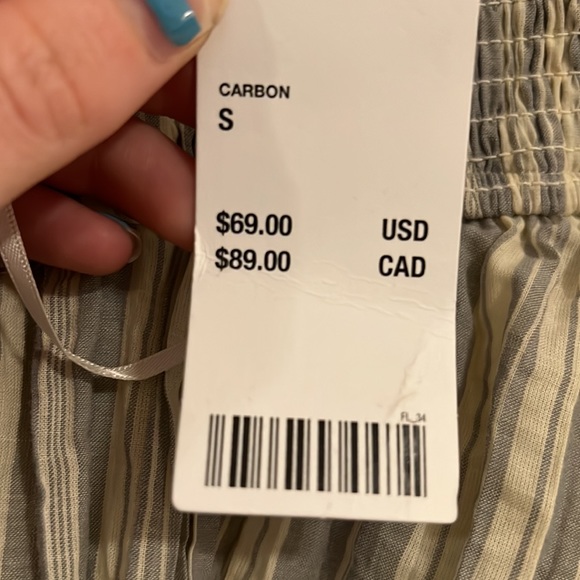 CARBON
S
$69.00 USD
$89.00 CAD
FL_34